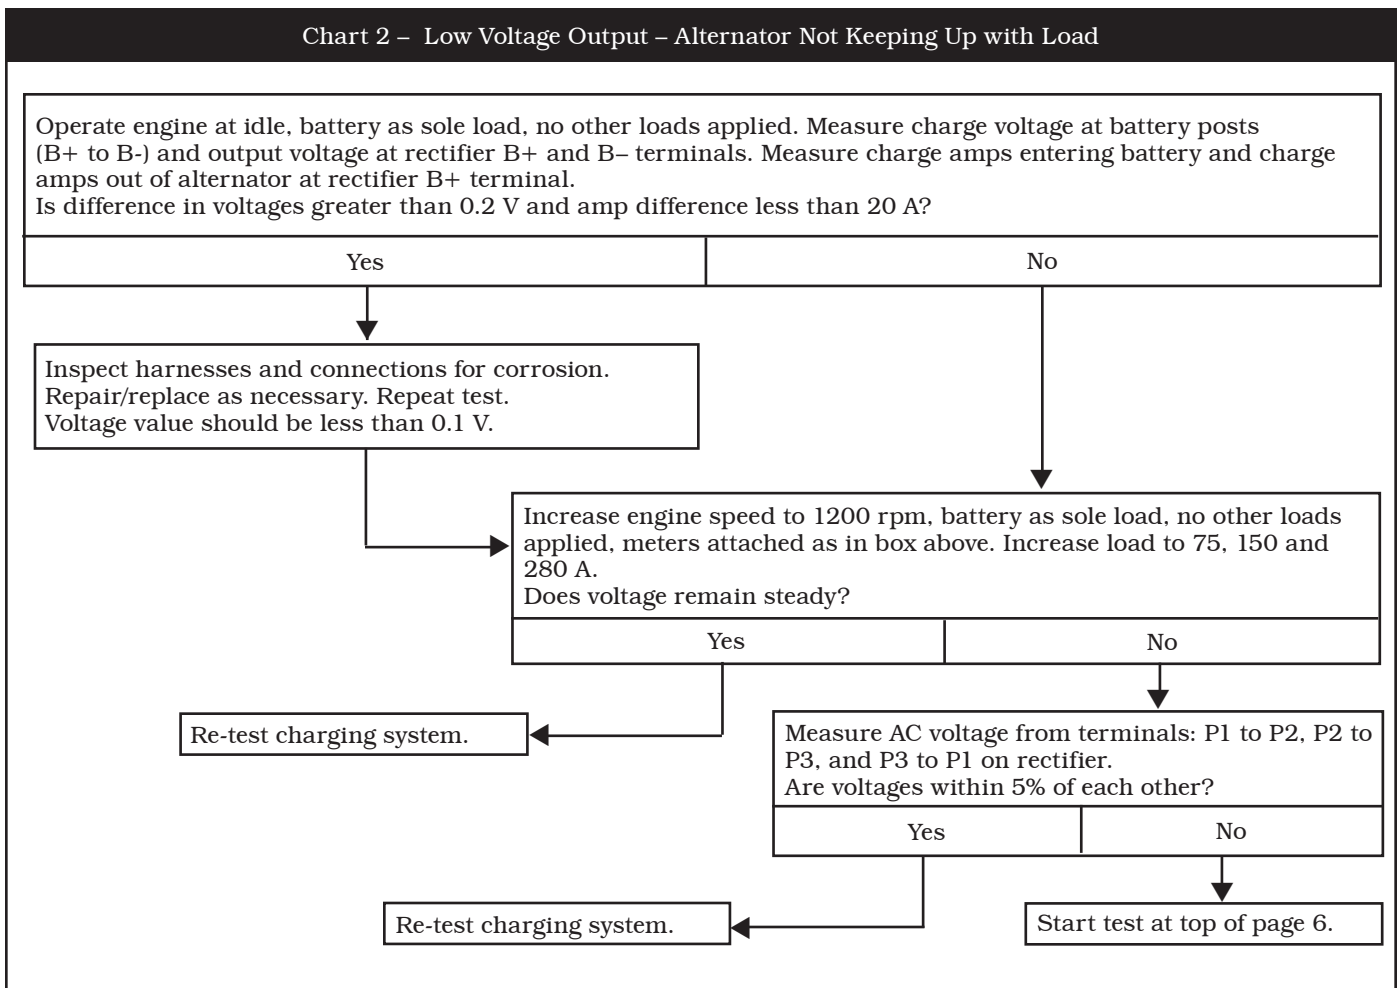 Chart 2 –  Low Voltage Output – Alternator Not Keeping Up with Load
Operate engine at idle, battery as sole load, no other loads applied. Measure charge voltage at battery posts
(B+ to B-) and output voltage at rectifier B+ and B– terminals. Measure charge amps entering battery and charge
amps out of alternator at rectifier B+ terminal.
Is difference in voltages greater than 0.2 V and amp difference less than 20 A?
Yes
No
Inspect harnesses and connections for corrosion.
Repair/replace as necessary. Repeat test.
Voltage value should be less than 0.1 V.
Increase engine speed to 1200 rpm, battery as sole load, no other loads
applied, meters attached as in box above. Increase load to 75, 150 and
280 A.
Does voltage remain steady?
Yes
No
Re-test charging system.
Measure AC voltage from terminals: P1 to P2, P2 to
P3, and P3 to P1 on rectifier.
Are voltages within 5% of each other?
Yes
No
Re-test charging system.
Start test at top of page 6.